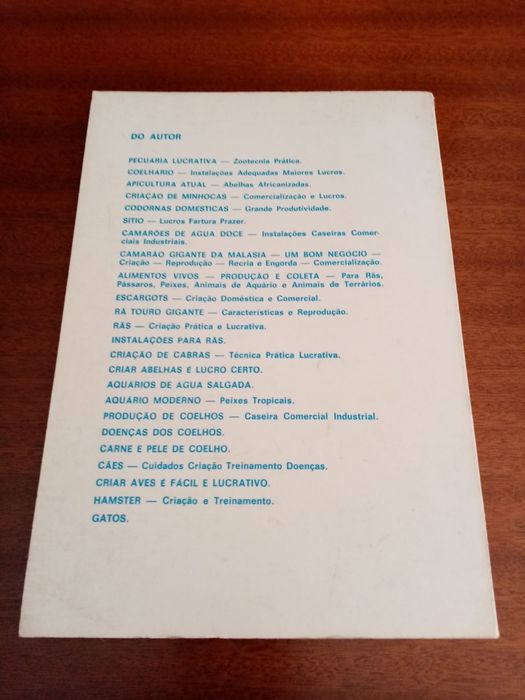 DO AUTOR
PECUÁRIA LUCRATIVA — Zootecnia Prática.
COELHÁRIO — Instalações Adequadas Maiores Lucros.
APICULTURA ATUAL — Abelhas Africanizadas.
CRIAÇÃO DE MINHOCAS — Comercialização e Lucros.
CODORNAS DOMÉSTICAS — Grande Produtividade.
SÍTIO — Lucros Fartura Prazer.
CAMARÕES DE ÁGUA DOCE — Instalações Caseiras Comer-
ciais Industriais.
CAMARÃO GIGANTE DA MALÁSIA — UM BOM NEGÓCIO —
Criação — Reprodução — Recria e Engorda — Comercialização.
ALIMENTOS VIVOS — PRODUÇÃO E COLETA — Para Rãs,
Pássaros, Peixes, Animais de Aquário e Animais de Terrários.
ESCARGOTS — Criação Doméstica e Comercial.
RÃ TOURO GIGANTE — Características e Reprodução.
RÃS — Criação Prática e Lucrativa.
INSTALAÇÕES PARA RÃS.
CRIAÇÃO DE CABRAS — Técnica Prática Lucrativa.
CRIAR ABELHAS É LUCRO CERTO.
AQUÁRIOS DE ÁGUA SALGADA.
AQUÁRIO MODERNO — Peixes Tropicais.
PRODUÇÃO DE COELHOS — Caseira Comercial Industrial.
DOENÇAS DOS COELHOS.
CARNE E PELE DE COELHO.
CÃES — Cuidados Criação Treinamento Doenças.
CRIAR AVES É FÁCIL E LUCRATIVO.
HAMSTER — Criação e Treinamento.
GATOS.